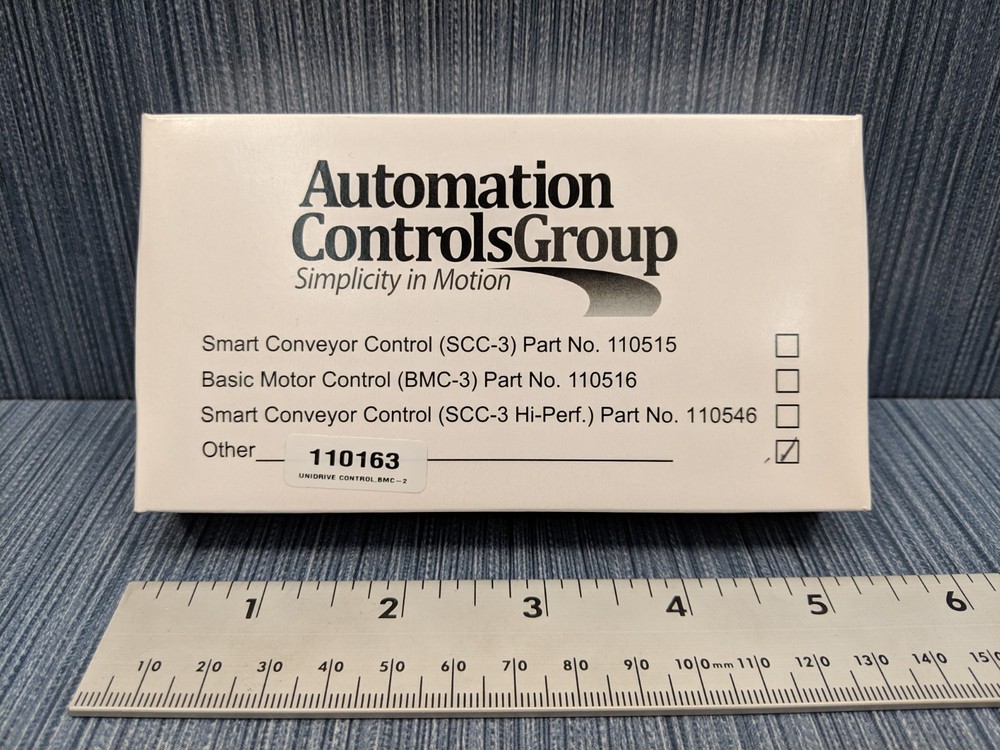 Automation
ControlsGroup
Simplicity in Motion
Smart Conveyor Control (SCC-3) Part No. 110515
Basic Motor Control (BMC-3) Part No. 110516
Smart Conveyor Control (SCC-3 Hi-Perf.) Part No. 110546
Other 110163
UNIDRIVE CONTROL,BMC-2
1 2 3 4 5 6
10 20 30 40 50 60 70 80 90 100mm 110 120 130 140 150